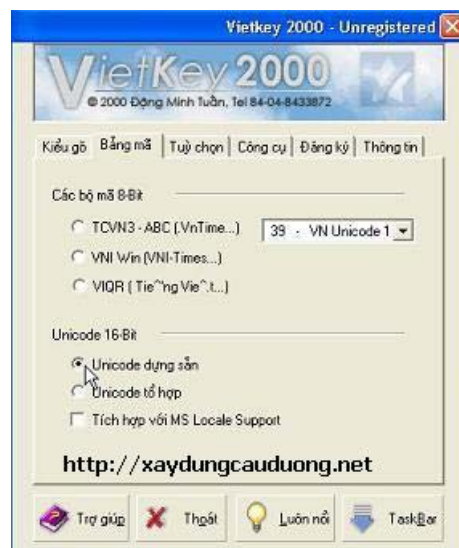 Vietkey 2000 - Unregistered
VietKey 2000
© 2000 Đặng Minh Tuấn, Tel 84-04-8433872
Kiểu gõ Bảng mã Tuỳ chọn Công cụ Đăng ký Thông tin
Các bộ mã 8-Bit
TCVN3 - ABC (.VnTime...) 39 - VN Unicode 1
VNI Win (VNI-Times...)
VIQR ( Tie^'ng Vie^.t...)
Unicode 16-Bit
Unicode dựng sẵn
Unicode tổ hợp
Tích hợp với MS Locale Support
http://xaydungcauduong.net
Trợ giúp Thoát Luôn nổi TaskBar